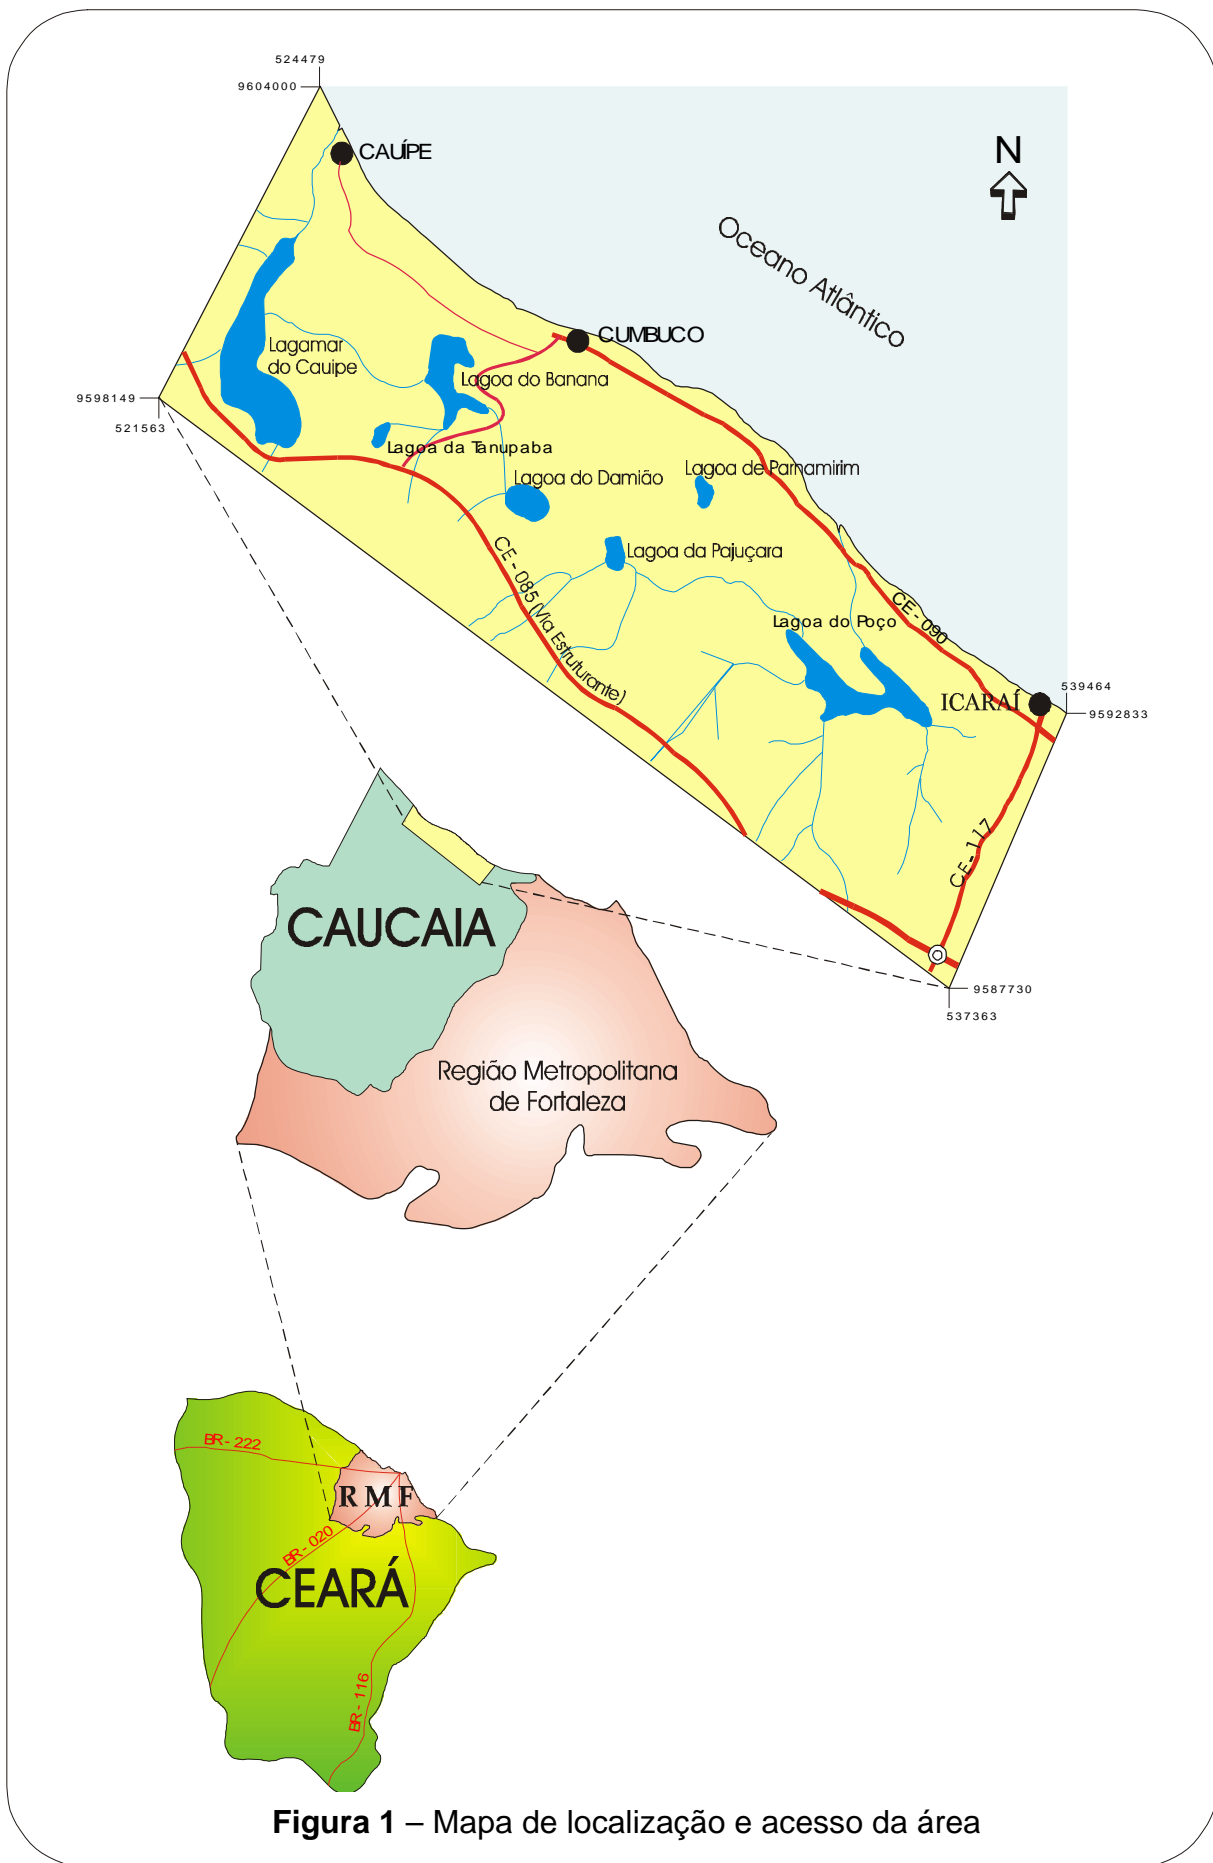 524479
9604000
CAUÍPE
N
Oceano Atlântico
CUMBUCO
Lagamar
do Cauipe
Lagoa do Banana
9598149
521563
Lagoa da Tanupaba
Lagoa de Parnamirim
Lagoa do Damião
Lagoa da Pajuçara
CE - 085 (Via Estruturante)
CE - 090
Lagoa do Poço
539464
ICARAÍ
9592833
CE - 117
CAUCAIA
9587730
537363
Região Metropolitana
de Fortaleza
BR - 222
R M F
BR - 020
CEARÁ
BR - 116
Figura 1 – Mapa de localização e acesso da área